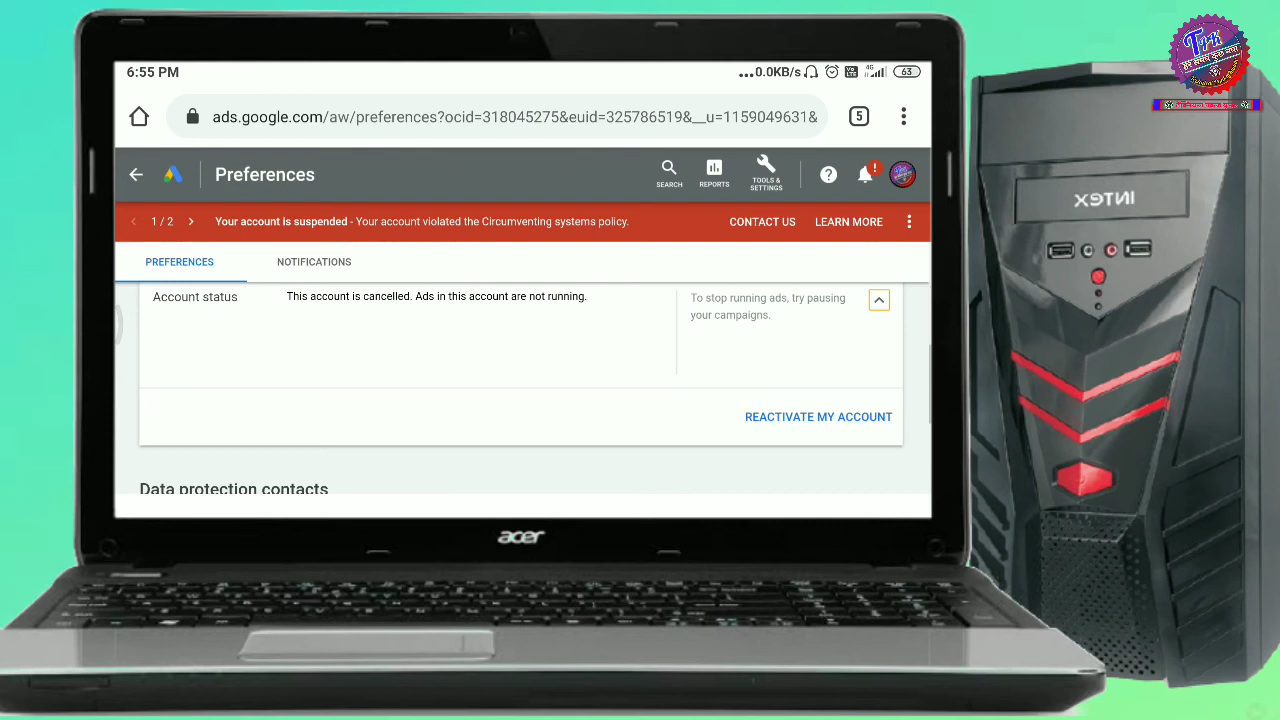 6:55 PM
...0.0KB/s
4G
63
ads.google.com/aw/preferences?ocid=318945275&euid=325786519&__u=1159049631&
5
Preferences
SEARCH
REPORTS
TOOLS &
SETTINGS
!
1 / 2
Your account is suspended - Your account violated the Circumventing systems policy.
CONTACT US
LEARN MORE
PREFERENCES
NOTIFICATIONS
Account status
This account is cancelled. Ads in this account are not running.
To stop running ads, try pausing
your campaigns.
REACTIVATE MY ACCOUNT
Data protection contacts
acer